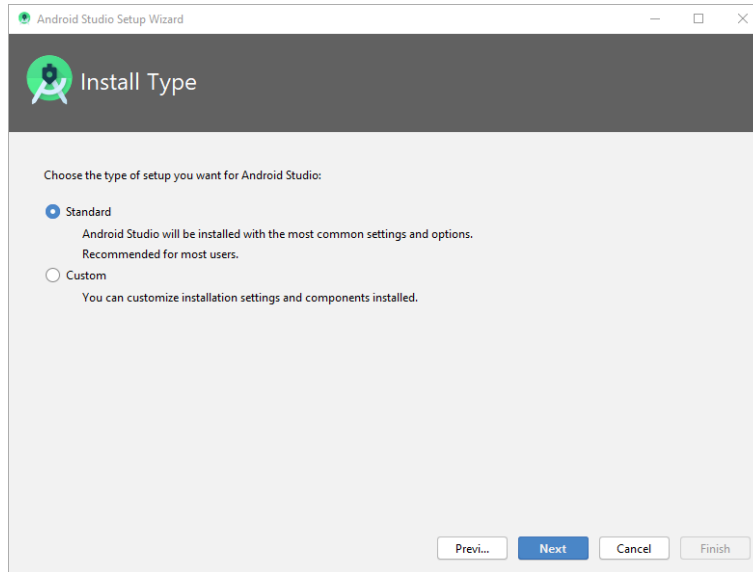 Android Studio Setup Wizard
Install Type
Choose the type of setup you want for Android Studio:
Standard
Android Studio will be installed with the most common settings and options.
Recommended for most users.
Custom
You can customize installation settings and components installed.
Previ... Next Cancel Finish